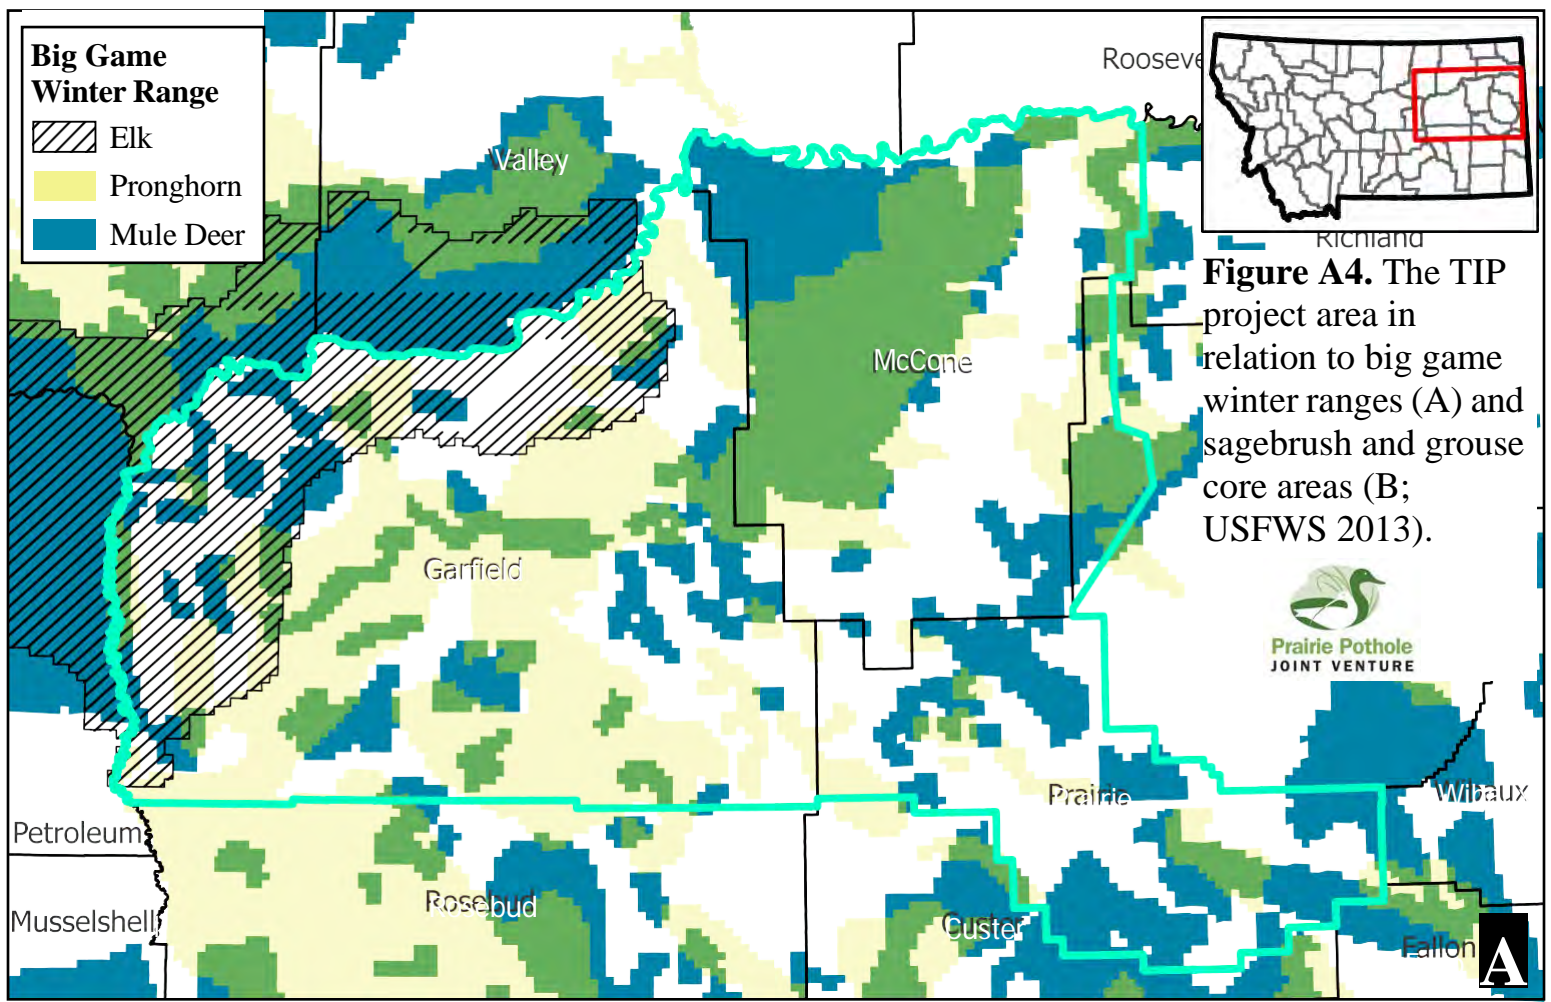 Big Game
Winter Range
Elk
Pronghorn
Mule Deer
Rooseve
Valley
Richland
McCone
Garfield
Figure A4. The TIP
project area in
relation to big game
winter ranges (A) and
sagebrush and grouse
core areas (B;
USFWS 2013).
Prairie Pothole
JOINT VENTURE
Prairie
Wibaux
Petroleum
Rosebud
Musselshell
Custer
Fallon
A